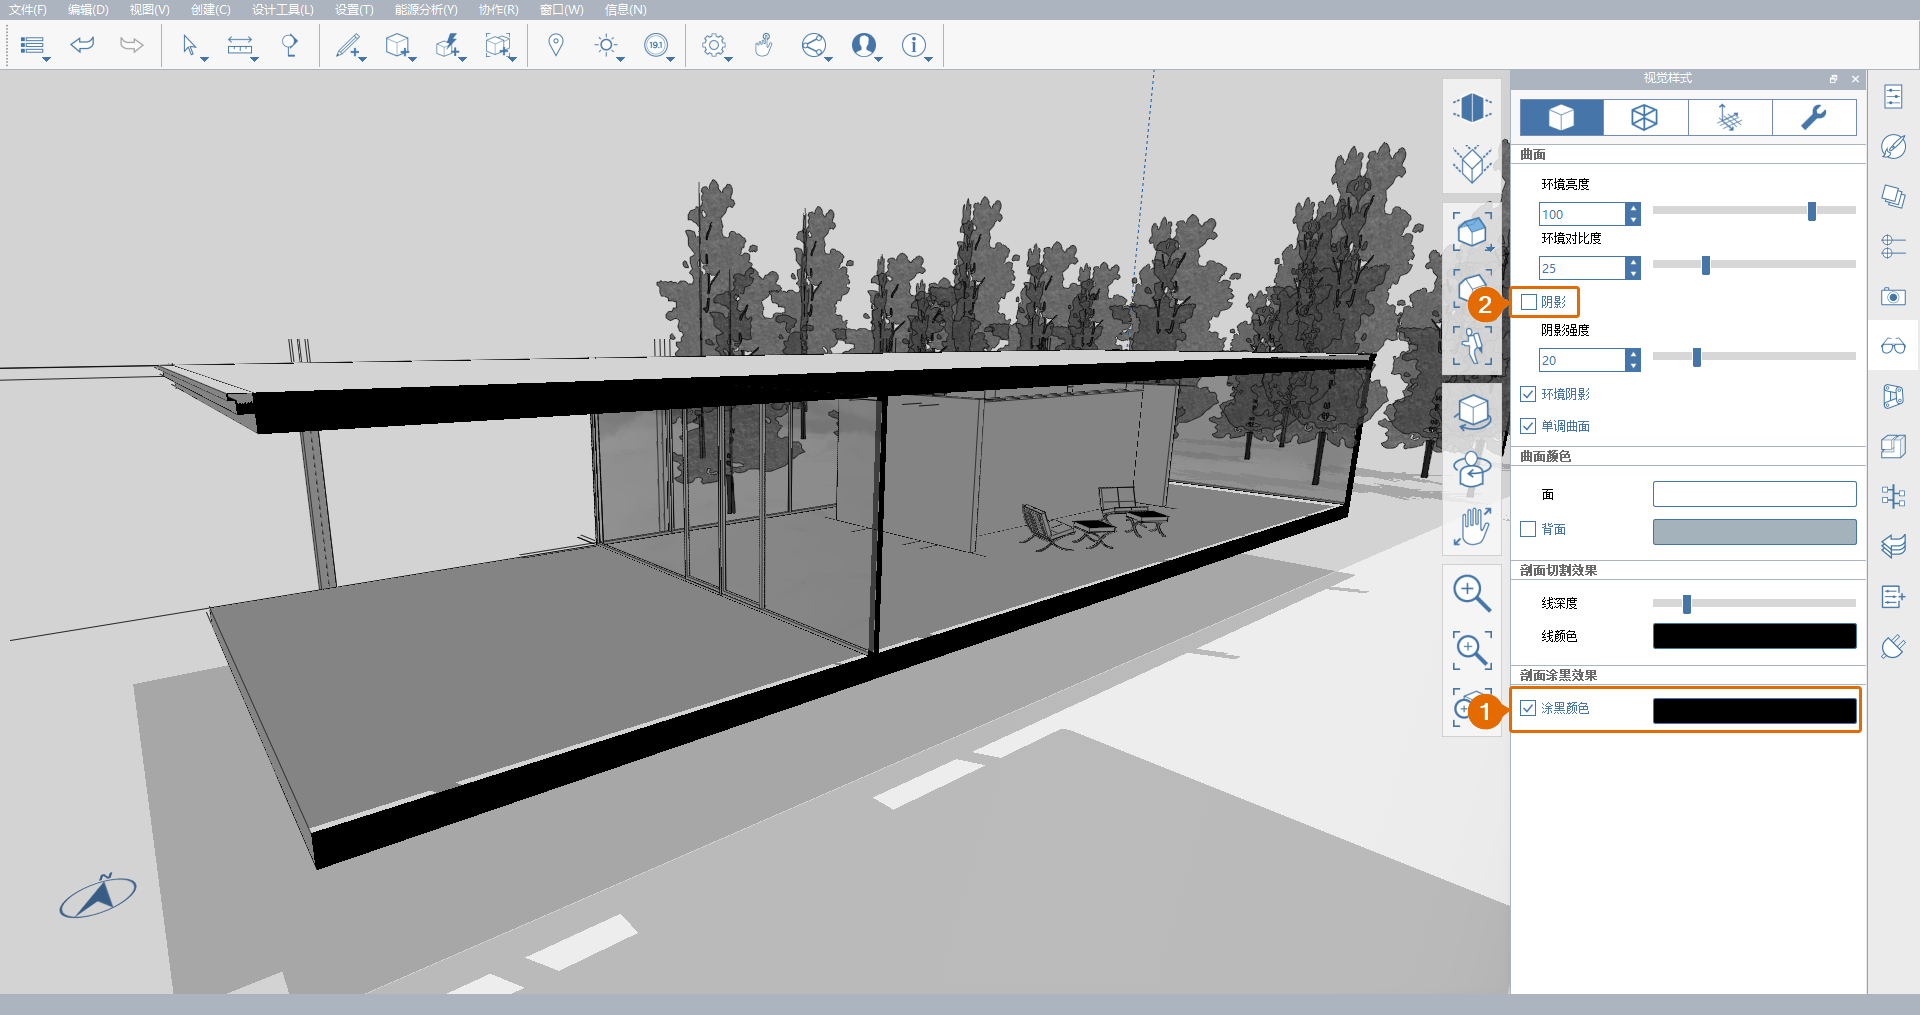 文件(F) 编辑(D) 视图(V) 创建(C) 设计工具(L) 设置(T) 能源分析(Y) 协作(R) 窗口(W) 信息(N)
19.1
视觉样式
曲面
环境亮度
100
环境对比度
25
2
阴影
阴影强度
20
环境阴影
单调曲面
曲面颜色
面
背面
剖面切割效果
线深度
线颜色
剖面涂黑效果
1
涂黑颜色
N